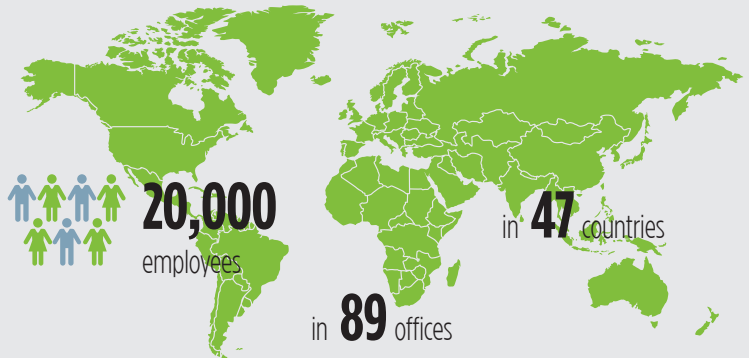 20,000
employees
in 89 offices
in 47 countries